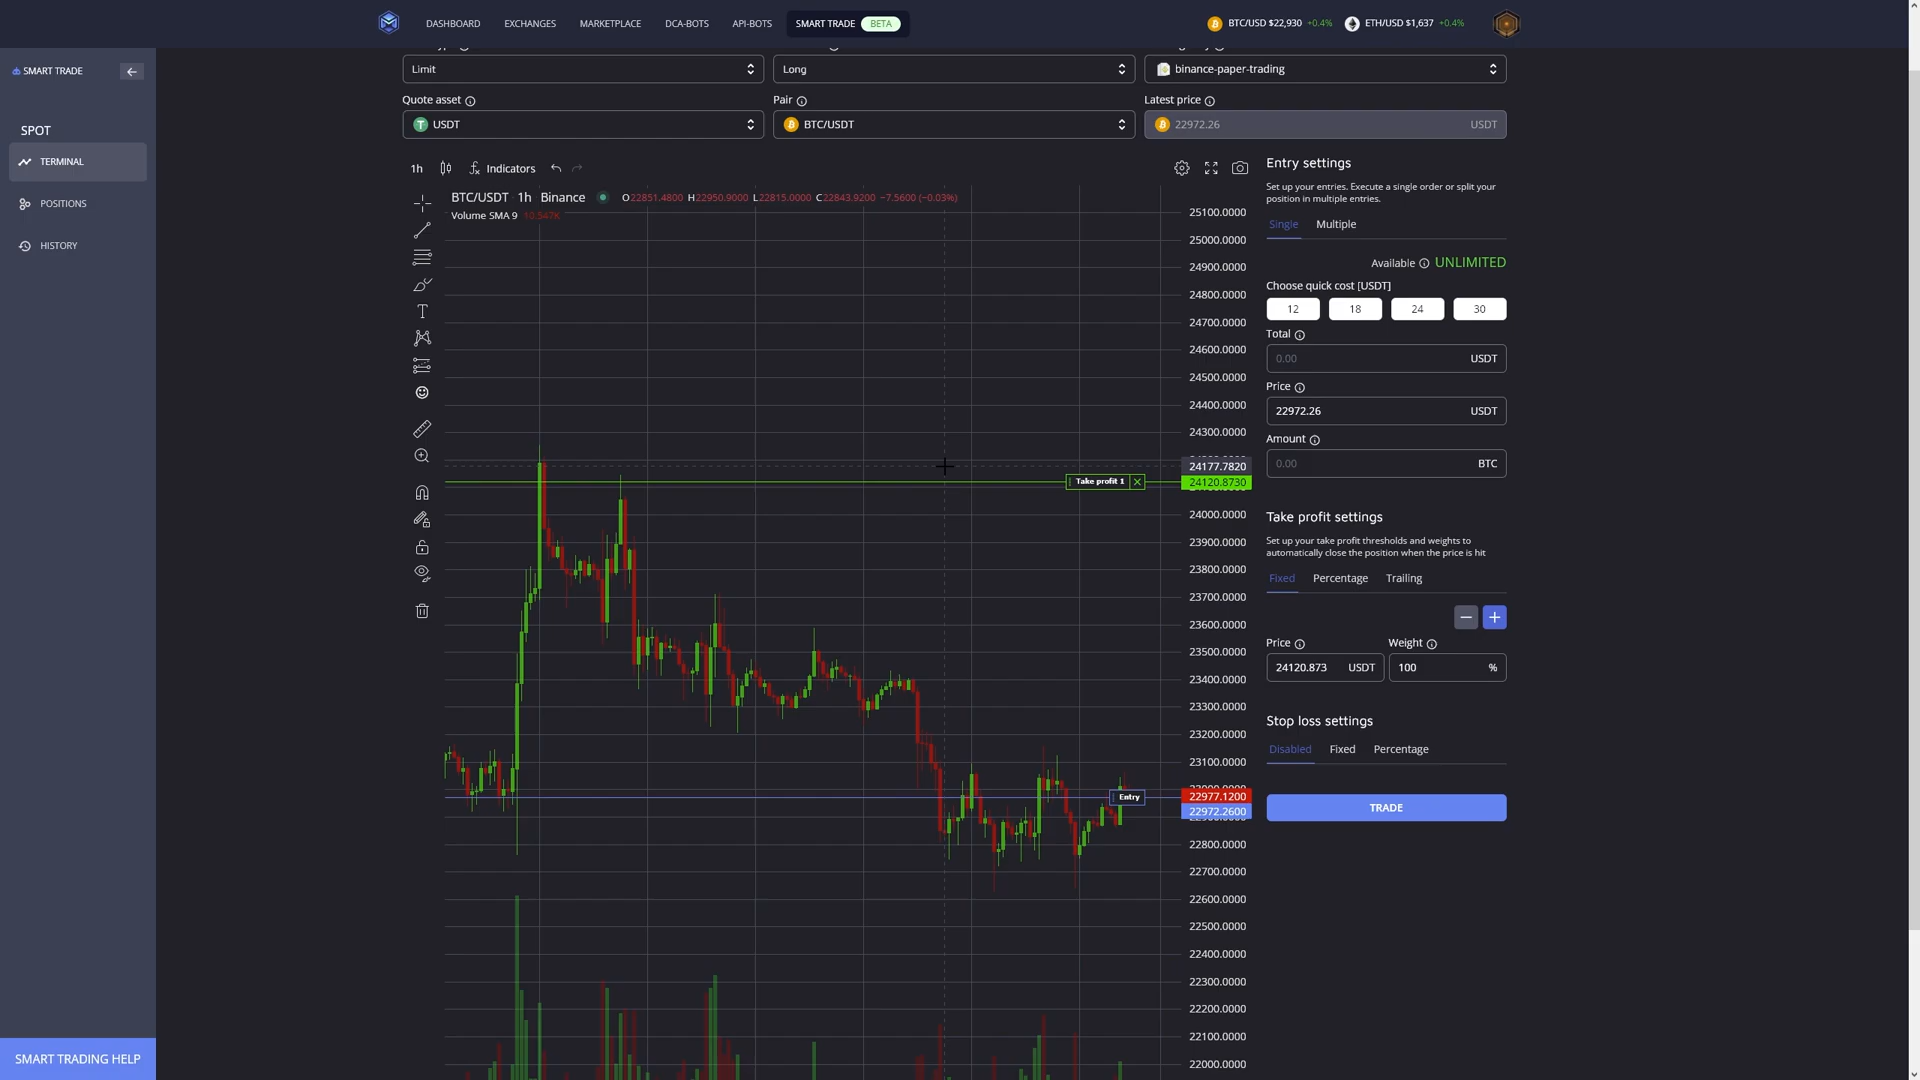 DASHBOARD
EXCHANGES
MARKETPLACE
DCA-BOTS
API-BOTS
SMART TRADE BETA
BTC/USD $22,930 +0.4%
ETH/USD $1,637 +0.4%
SMART TRADE
SPOT
TERMINAL
POSITIONS
HISTORY
SMART TRADING HELP
Limit
Long
binance-paper-trading
Quote asset
Pair
Latest price
USDT
BTC/USDT
22972.26 USDT
1h
Indicators
BTC/USDT 1h Binance O22851.4800 H22950.9000 L22815.0000 C22843.9200 −7.5600 (−0.03%)
Volume SMA 9 10.547K
25100.0000
25000.0000
24900.0000
24800.0000
24700.0000
24600.0000
24500.0000
24400.0000
24300.0000
24177.7820
Take profit 1
24120.8730
24000.0000
23900.0000
23800.0000
23700.0000
23600.0000
23500.0000
23400.0000
23300.0000
23200.0000
23100.0000
Entry
22977.1200
22972.2600
22800.0000
22700.0000
22600.0000
22500.0000
22400.0000
22300.0000
22200.0000
22100.0000
22000.0000
Entry settings
Set up your entries. Execute a single order or split your
position in multiple entries.
Single
Multiple
Available UNLIMITED
Choose quick cost [USDT]
12
18
24
30
Total
0.00 USDT
Price
22972.26 USDT
Amount
0.00 BTC
Take profit settings
Set up your take profit thresholds and weights to
automatically close the position when the price is hit
Fixed
Percentage
Trailing
Price
Weight
24120.873 USDT
100 %
Stop loss settings
Disabled
Fixed
Percentage
TRADE